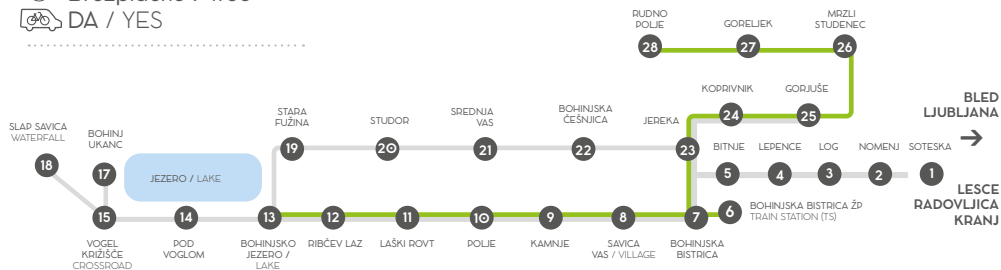 DA / YES
RUDNO
POLJE
GORELJEK
MRZLI
STUDENEC
28
27
26
KOPRIVNIK
GORJUŠE
24
25
BLED
LJUBLJANA
→
SLAP SAVICA
WATERFALL
BOHINJ
UKANC
STARA
FUŽINA
STUDOR
SREDNJA
VAS
BOHINJSKA
ČEŠNJICA
JEREKA
18
17
19
20
21
22
23
JEZERO / LAKE
BITNJE
LEPENCE
LOG
NOMENJ
SOTESKA
5
4
3
2
1
LESCE
RADOVLJICA
KRANJ
15
14
13
12
11
10
9
8
7
6
BOHINJSKA BISTRICA ŽP
TRAIN STATION (TS)
VOGEL
KRIŽIŠČE
CROSSROAD
POD
VOGLOM
BOHINJSKO
JEZERO /
LAKE
RIBČEV LAZ
LAŠKI ROVT
POLJE
KAMNJE
SAVICA
VAS / VILLAGE
BOHINJSKA
BISTRICA